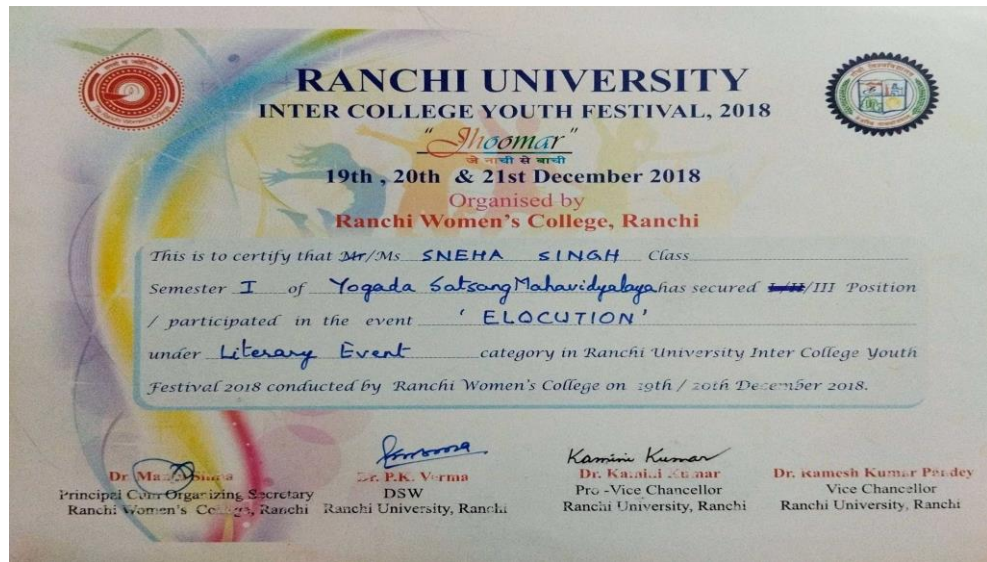 RANCHI UNIVERSITY
INTER COLLEGE YOUTH FESTIVAL, 2018
"Jhoomar"
जे नाची से बाची
19th , 20th & 21st December 2018
Organised by
Ranchi Women's College, Ranchi
This is to certify that Mr/Ms SNEHA SINGH Class
Semester I of Yogada Satsang Mahavidyalaya has secured I/II/III Position
/ participated in the event 'ELOCUTION'
under Literary Event category in Ranchi University Inter College Youth
Festival 2018 conducted by Ranchi Women's College on 19th / 20th December 2018.
Kamini Kumar
Dr. Sinha
Dr. P.K. Verma
Dr. Kamini Kumar
Dr. Ramesh Kumar Pandey
Principal Cum Organizing Secretary
DSW
Pro -Vice Chancellor
Vice Chancellor
Ranchi Women's College, Ranchi
Ranchi University, Ranchi
Ranchi University, Ranchi
Ranchi University, Ranchi